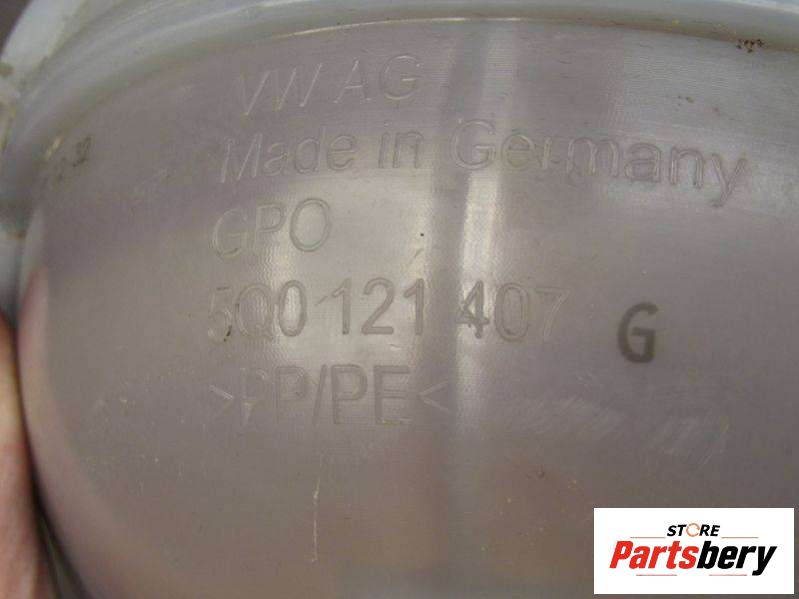 VW AG
Made in Germany
GPO
5Q0 121 407 G
>PP/PE<
STORE
Partsbery